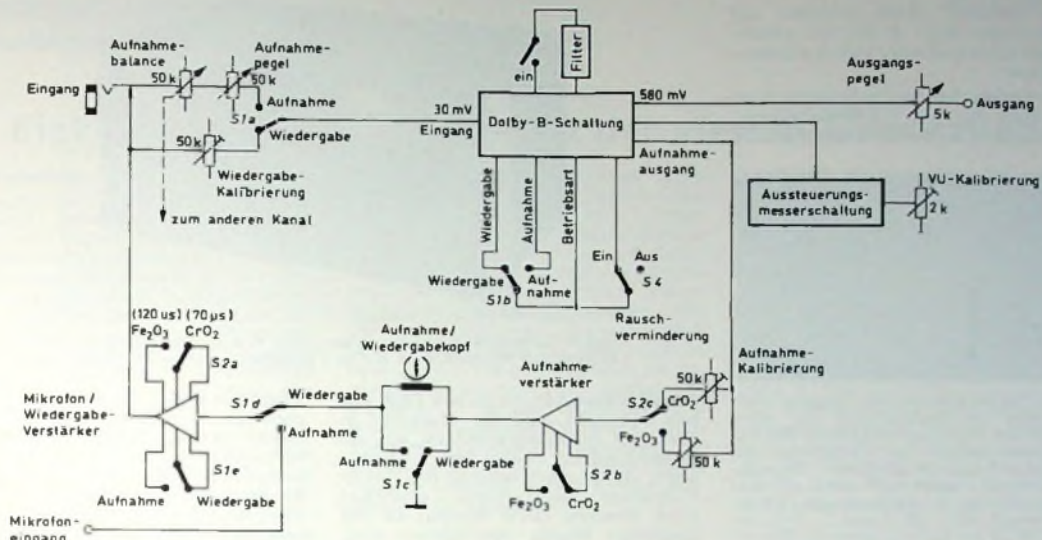 Aufnahme-
balance
50 k
Aufnahme-
pegel
50 k
Eingang
S1a
Aufnahme
Wiedergabe
50k
Wiedergabe-
Kalibrierung
zum anderen Kanal
ein
Filter
30 mV
Eingang
Dolby-B-Schaltung
580 mV
Aufnahme-
ausgang
Ausgangs-
pegel
5 k
Ausgang
Aussteuerungs-
messerschaltung
VU-Kalibrierung
2 k
Wiedergabe
Aufnahme
Betriebsart
Wiedergabe
Auf-
nahme
S1b
Ein
Aus
S4
Rausch-
verminderung
Aufnahme-
Kalibrierung
(120 us) (70 µs)
Fe2O3 CrO2
S2a
Mikrofon /
Wiedergabe-
Verstärker
S1e
Aufnahme
Wiedergabe
Mikrofon-
eingang
S1d
Wiedergabe
Aufnahme
Aufnahme/
Wiedergabekopf
Aufnahme
Wiedergabe
S1c
Aufnahme-
verstärker
S2b
Fe2O3 CrO2
S2c
50 k
CrO2
Fe2O3
50 k